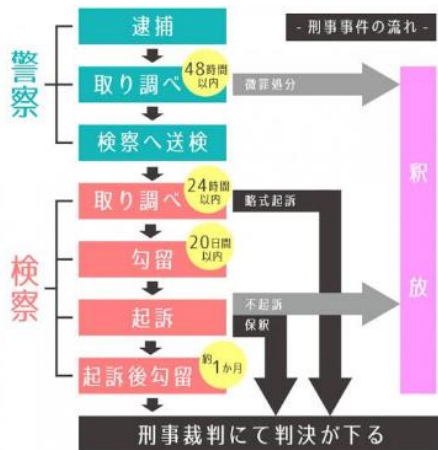 - 刑事事件の流れ -
警察
逮捕
取り調べ
48時間
以内
微罪処分
検察へ送検
検察
取り調べ
24時間
以内
略式起訴
勾留
20日間
以内
起訴
不起訴
保釈
起訴後勾留
約1か月
釈放
刑事裁判にて判決が下る